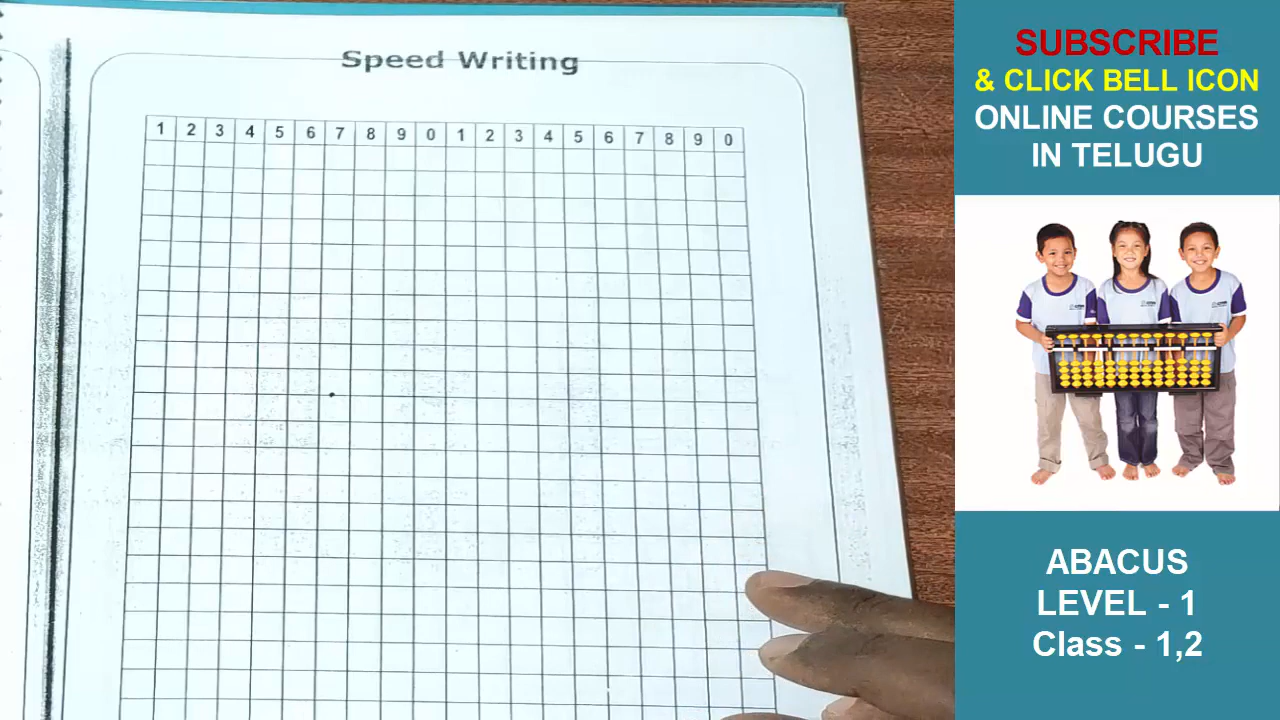 Speed Writing
1 2 3 4 5 6 7 8 9 0 1 2 3 4 5 6 7 8 9 0
SUBSCRIBE
& CLICK BELL ICON
ONLINE COURSES
IN TELUGU
ABACUS
LEVEL - 1
Class - 1,2